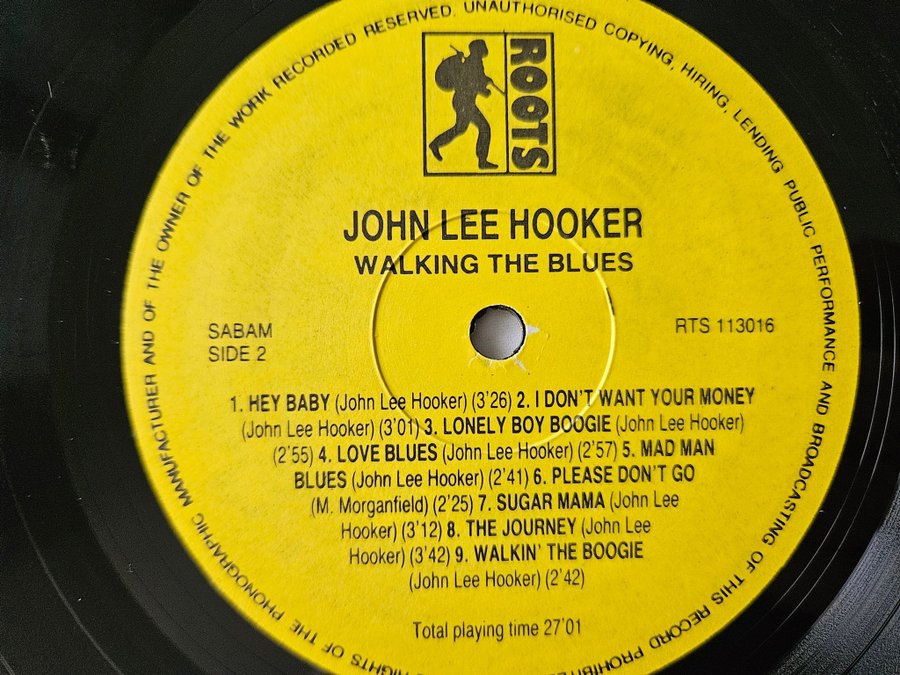 RIGHTS OF THE PHONOGRAPHIC MANUFACTURER AND OF THE OWNER OF THE WORK RECORDED RESERVED. UNAUTHORISED COPYING, HIRING, LENDING PUBLIC PERFORMANCE AND BROADCASTING OF THIS RECORD PROHIBITED
ROOTS
JOHN LEE HOOKER
WALKING THE BLUES
SABAM
SIDE 2
RTS 113016
1. HEY BABY (John Lee Hooker) (3'26) 2. I DON'T WANT YOUR MONEY
(John Lee Hooker) (3'01) 3. LONELY BOY BOOGIE (John Lee Hooker)
(2'55) 4. LOVE BLUES (John Lee Hooker) (2'57) 5. MAD MAN
BLUES (John Lee Hooker) (2'41) 6. PLEASE DON'T GO
(M. Morganfield) (2'25) 7. SUGAR MAMA (John Lee
Hooker) (3'12) 8. THE JOURNEY (John Lee
Hooker) (3'42) 9. WALKIN' THE BOOGIE
(John Lee Hooker) (2'42)
Total playing time 27'01